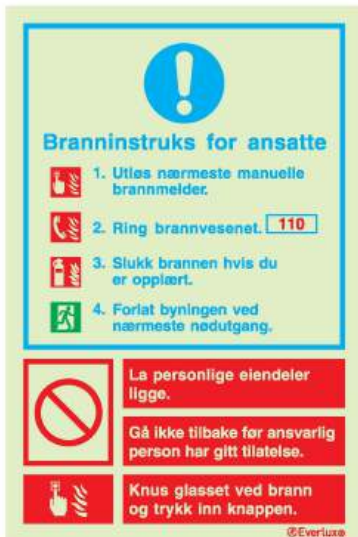 Branninstruks for ansatte
1. Utløs nærmeste manuelle
brannmelder.
2. Ring brannvesenet. 110
3. Slukk brannen hvis du
er opplært.
4. Forlat byningen ved
nærmeste nødutgang.
La personlige eiendeler
ligge.
Gå ikke tilbake før ansvarlig
person har gitt tilatelse.
Knus glasset ved brann
og trykk inn knappen.
Everlux